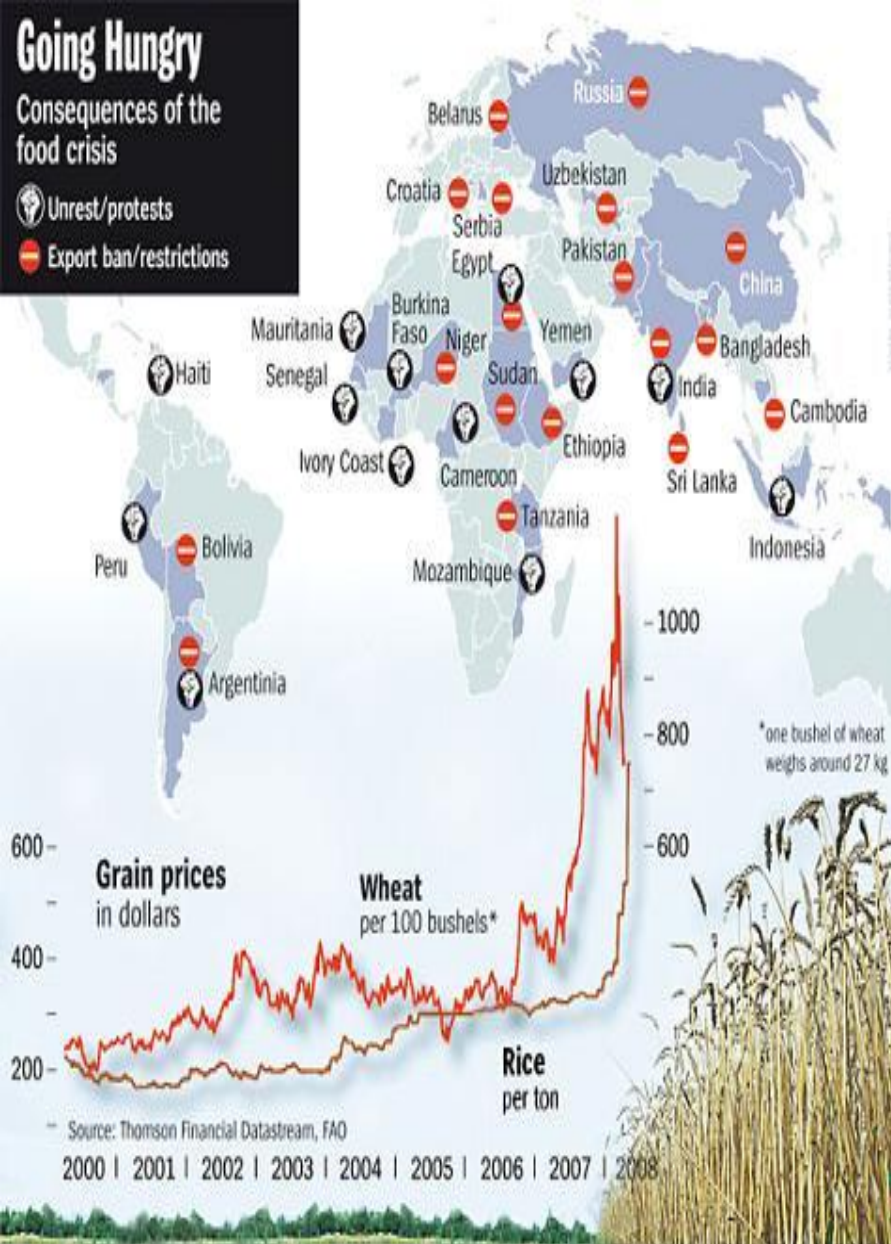 Going Hungry
Consequences of the
food crisis
Unrest/protests
Export ban/restrictions
Russia
Belarus
Uzbekistan
Croatia
Serbia
Pakistan
Egypt
China
Burkina
Faso
Mauritania
Niger
Yemen
Bangladesh
Haiti
Senegal
Sudan
India
Cambodia
Ethiopia
Ivory Coast
Cameroon
Sri Lanka
Tanzania
Indonesia
Peru
Bolivia
Mozambique
Argentinia
1000
800
600
*one bushel of wheat
weighs around 27 kg
600
400
200
Grain prices
in dollars
Wheat
per 100 bushels*
Rice
per ton
Source: Thomson Financial Datastream, FAO
2000 2001 2002 2003 2004 2005 2006 2007 2008